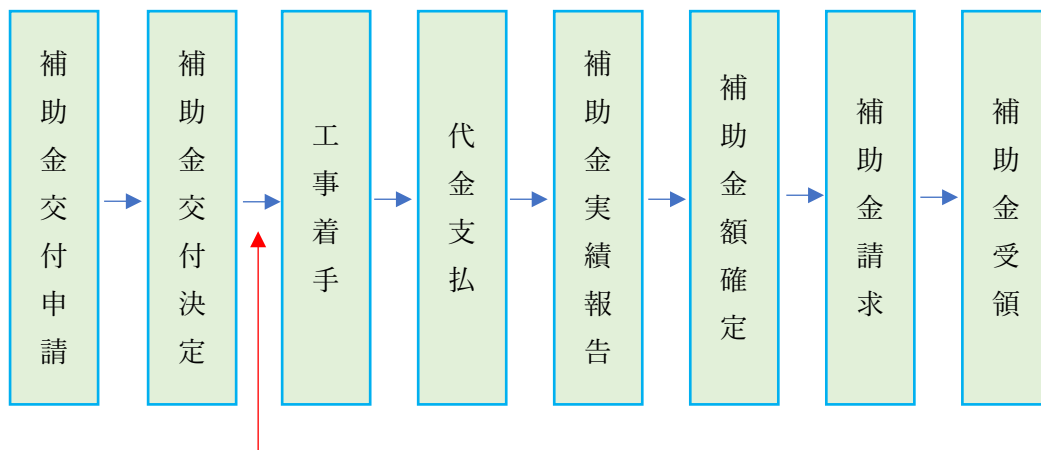 補助金交付申請
補助金交付決定
工事着手
代金支払
補助金実績報告
補助金額確定
補助金請求
補助金受領